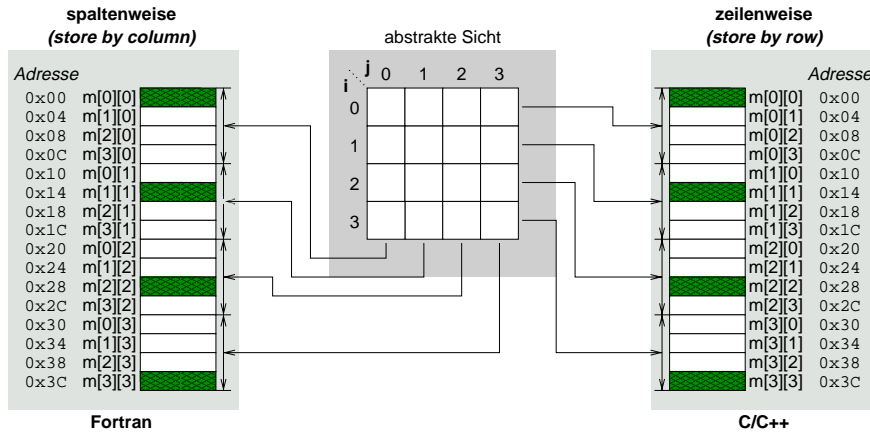 spaltenweise
(store by column)
Adresse
0x00 m[0][0]
0x04 m[1][0]
0x08 m[2][0]
0x0C m[3][0]
0x10 m[0][1]
0x14 m[1][1]
0x18 m[2][1]
0x1C m[3][1]
0x20 m[0][2]
0x24 m[1][2]
0x28 m[2][2]
0x2C m[3][2]
0x30 m[0][3]
0x34 m[1][3]
0x38 m[2][3]
0x3C m[3][3]
Fortran
abstrakte Sicht
j 0 1 2 3
i
0
1
2
3
zeilenweise
(store by row)
Adresse
m[0][0] 0x00
m[0][1] 0x04
m[0][2] 0x08
m[0][3] 0x0C
m[1][0] 0x10
m[1][1] 0x14
m[1][2] 0x18
m[1][3] 0x1C
m[2][0] 0x20
m[2][1] 0x24
m[2][2] 0x28
m[2][3] 0x2C
m[3][0] 0x30
m[3][1] 0x34
m[3][2] 0x38
m[3][3] 0x3C
C/C++